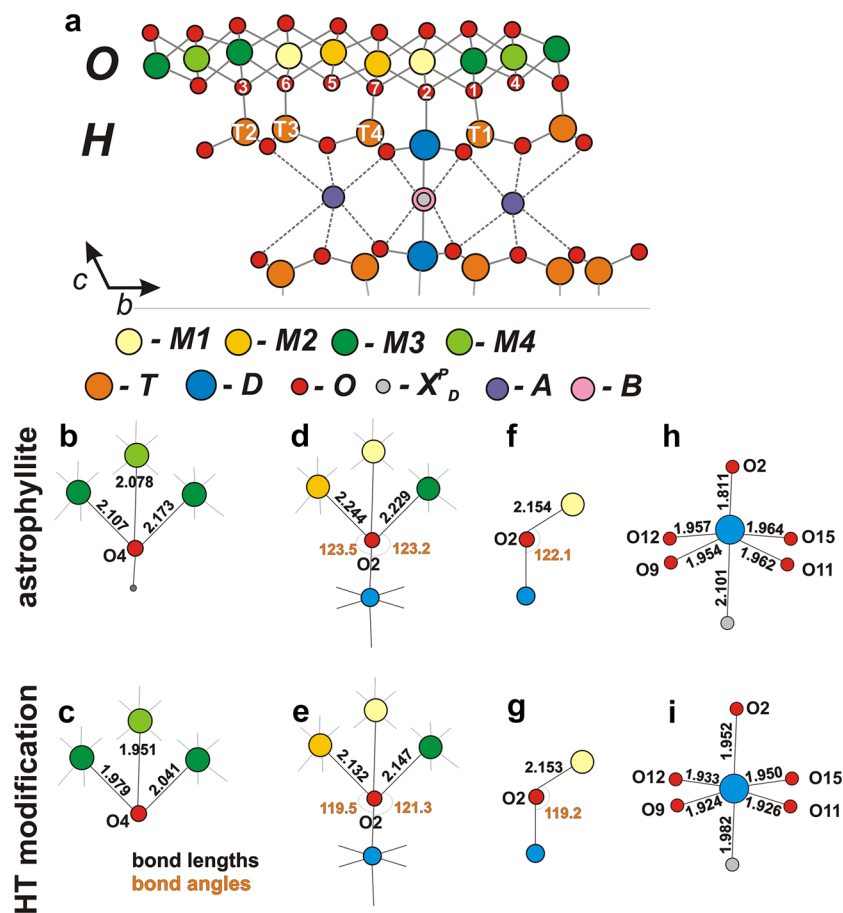 a
O
3 6 5 7 2 1 4
H
T2 T3 T4 T1
c
b
- M1 - M2 - M3 - M4
- T - D - O - X^P_D - A - B
astrophyllite
b
2.078
2.107 2.173
O4
d
2.244 2.229
123.5 123.2
O2
f
2.154
O2
122.1
h
O2
1.811
O12 1.957 1.964 O15
O9 1.954 1.962 O11
2.101
HT modification
c
1.951
1.979 2.041
O4
e
2.132 2.147
119.5 121.3
O2
g
2.153
O2
119.2
i
O2
1.952
O12 1.933 1.950 O15
O9 1.924 1.926 O11
1.982
bond lengths
bond angles